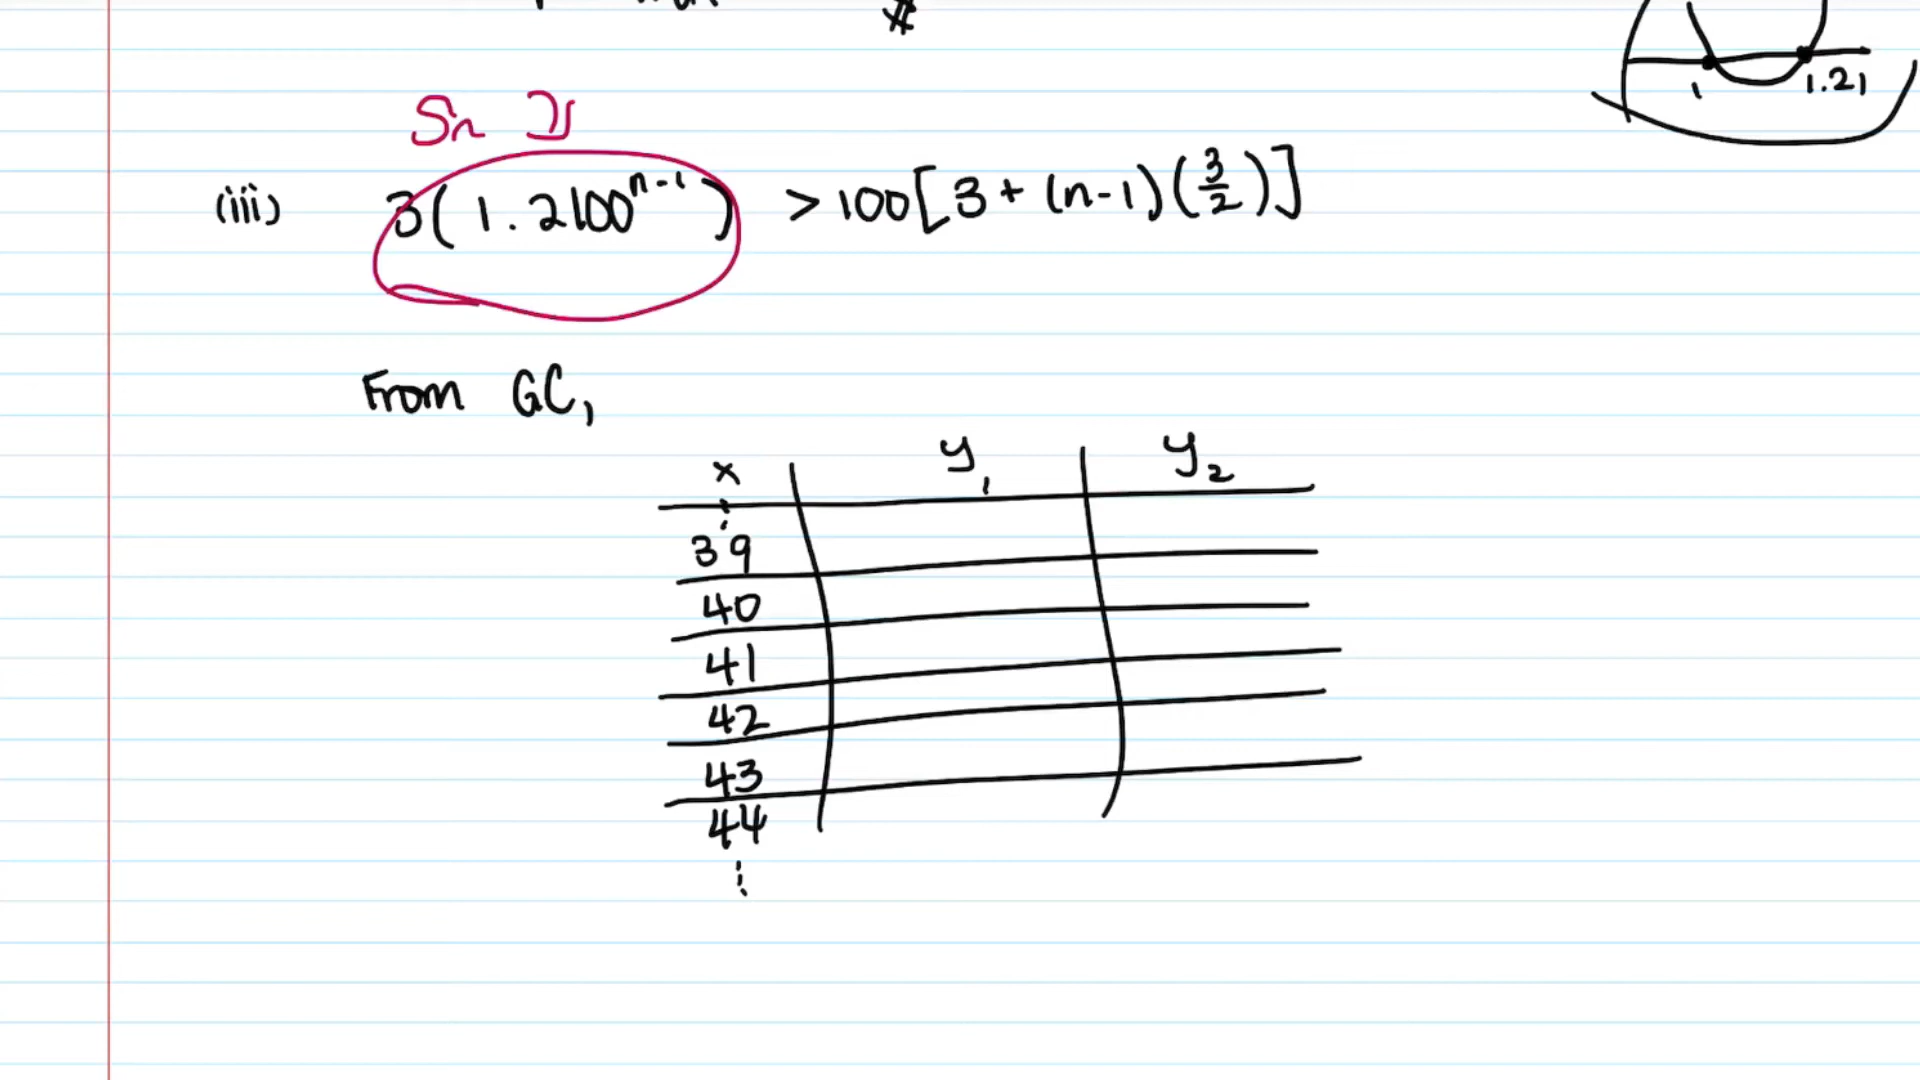 1 1.21
Sn
(iii) 3(1.2100^{n-1}) > 100[3 + (n-1)(3/2)]
From GC,
x y₁ y₂
⋮
39
40
41
42
43
44
⋮